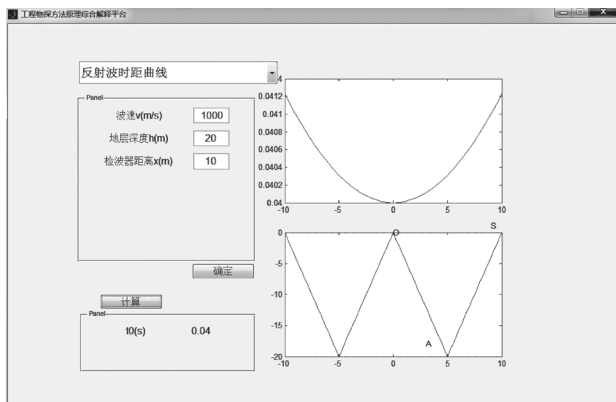 工程物探方法原理综合解释平台
反射波时距曲线
Panel
波速v(m/s) 1000
地层深度h(m) 20
检波器距离x(m) 10
确定
计算
Panel
t0(s) 0.04
4
0.0412
0.041
0.0408
0.0406
0.0404
0.0402
0.04
-10 -5 0 5 10
S
0 O
-5
-10
-15
A
-20
-10 -5 0 5 10